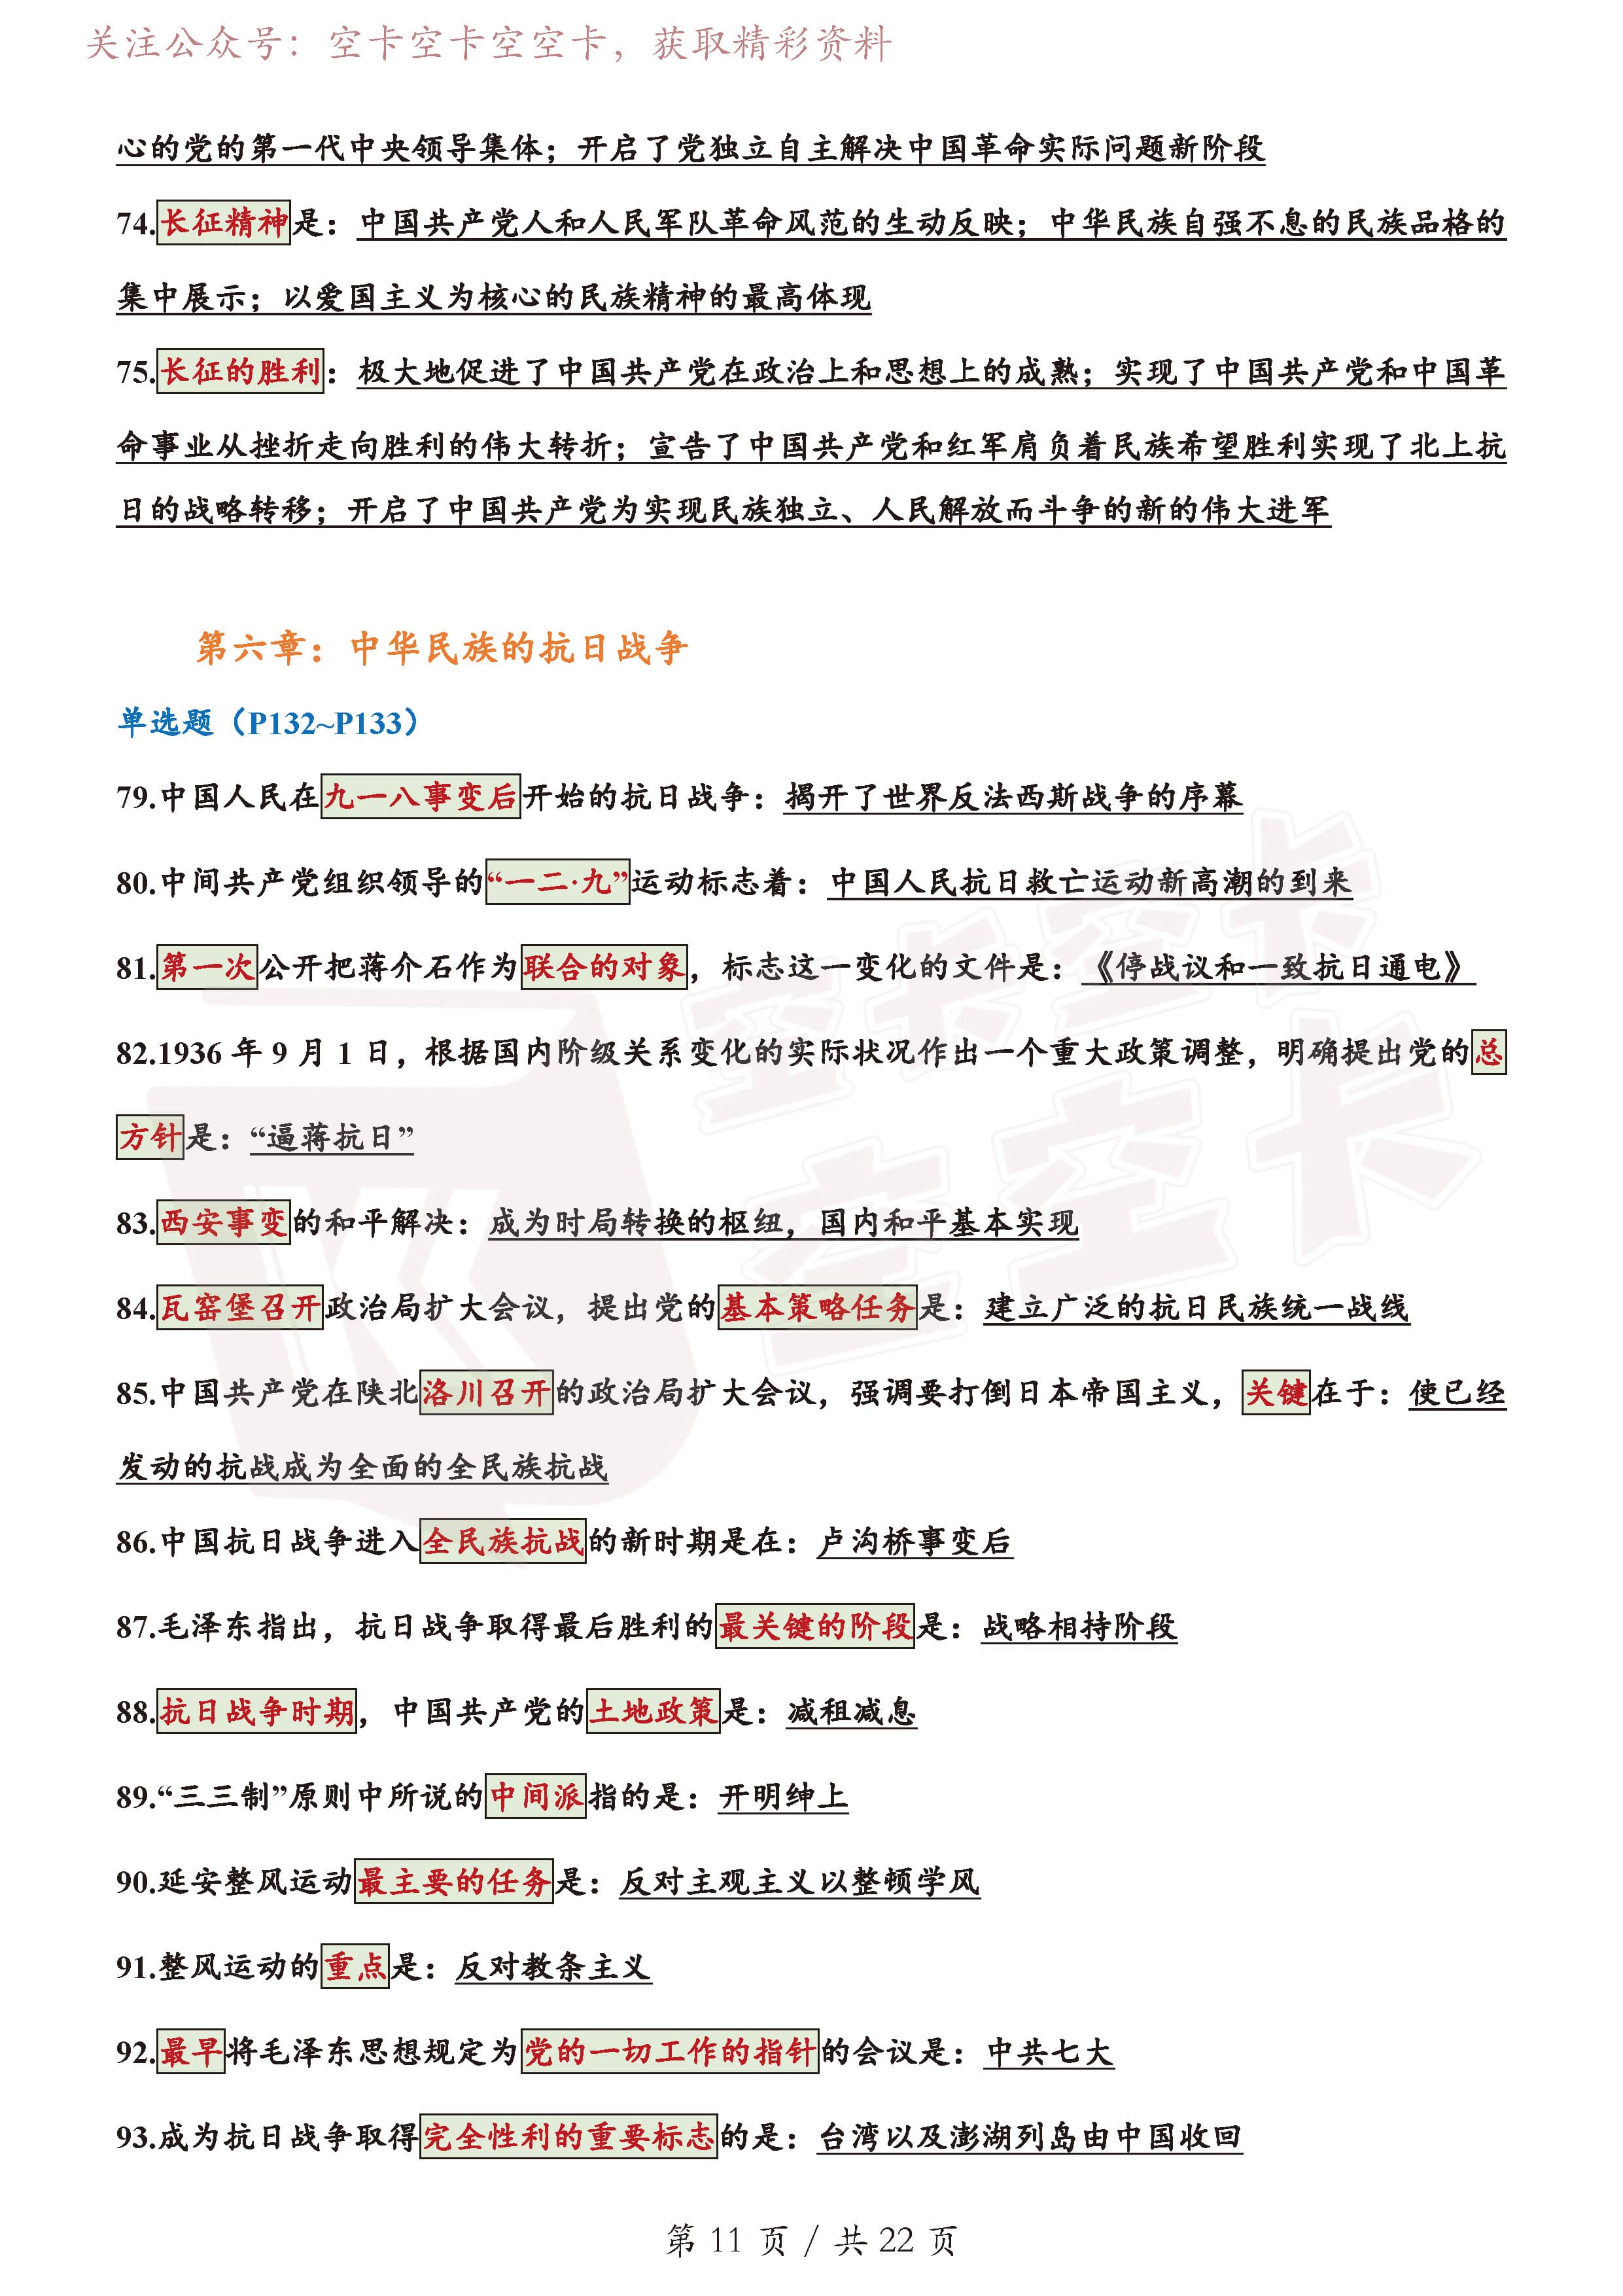 关注公众号：空卡空卡空空卡，获取精彩资料
心的党的第一代中央领导集体；开启了党独立自主解决中国革命实际问题新阶段
74.长征精神是：中国共产党人和人民军队革命风范的生动反映；中华民族自强不息的民族品格的
集中展示；以爱国主义为核心的民族精神的最高体现
75.长征的胜利：极大地促进了中国共产党在政治上和思想上的成熟；实现了中国共产党和中国革
命事业从挫折走向胜利的伟大转折；宣告了中国共产党和红军肩负着民族希望胜利实现了北上抗
日的战略转移；开启了中国共产党为实现民族独立、人民解放而斗争的新的伟大进军
第六章：中华民族的抗日战争
单选题（P132~P133）
79.中国人民在九一八事变后开始的抗日战争：揭开了世界反法西斯战争的序幕
80.中间共产党组织领导的“一二·九”运动标志着：中国人民抗日救亡运动新高潮的到来
81.第一次公开把蒋介石作为联合的对象，标志这一变化的文件是：《停战议和一致抗日通电》
82.1936 年 9 月 1 日，根据国内阶级关系变化的实际状况作出一个重大政策调整，明确提出党的总
方针是：“逼蒋抗日”
83.西安事变的和平解决：成为时局转换的枢纽，国内和平基本实现
84.瓦窑堡召开政治局扩大会议，提出党的基本策略任务是：建立广泛的抗日民族统一战线
85.中国共产党在陕北洛川召开的政治局扩大会议，强调要打倒日本帝国主义，关键在于：使已经
发动的抗战成为全面的全民族抗战
86.中国抗日战争进入全民族抗战的新时期是在：卢沟桥事变后
87.毛泽东指出，抗日战争取得最后胜利的最关键的阶段是：战略相持阶段
88.抗日战争时期，中国共产党的土地政策是：减租减息
89.“三三制”原则中所说的中间派指的是：开明绅上
90.延安整风运动最主要的任务是：反对主观主义以整顿学风
91.整风运动的重点是：反对教条主义
92.最早将毛泽东思想规定为党的一切工作的指针的会议是：中共七大
93.成为抗日战争取得完全性利的重要标志的是：台湾以及澎湖列岛由中国收回
空卡空卡
空空卡
第 11 页 / 共 22 页